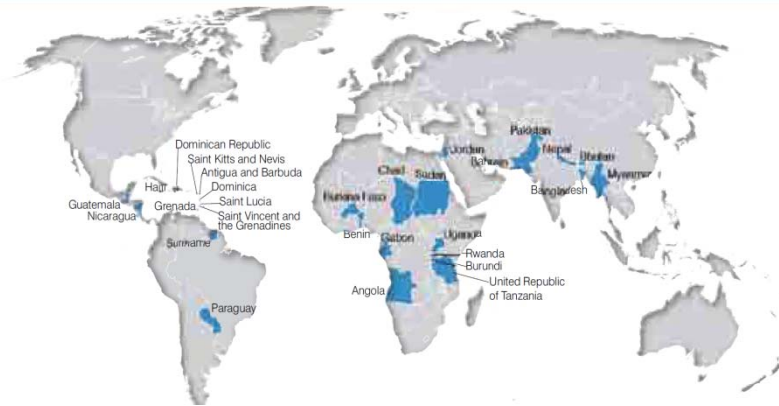 Dominican Republic
Saint Kitts and Nevis
Antigua and Barbuda
Haiti
Dominica
Guatemala
Grenada
Saint Lucia
Nicaragua
Saint Vincent and
the Grenadines
Suriname
Paraguay
Pakistan
Jordan
Nepal
Bahrain
Bhutan
Chad
Sudan
Myanmar
Bangladesh
Burkina Faso
Benin
Gabon
Uganda
Rwanda
Burundi
United Republic
of Tanzania
Angola